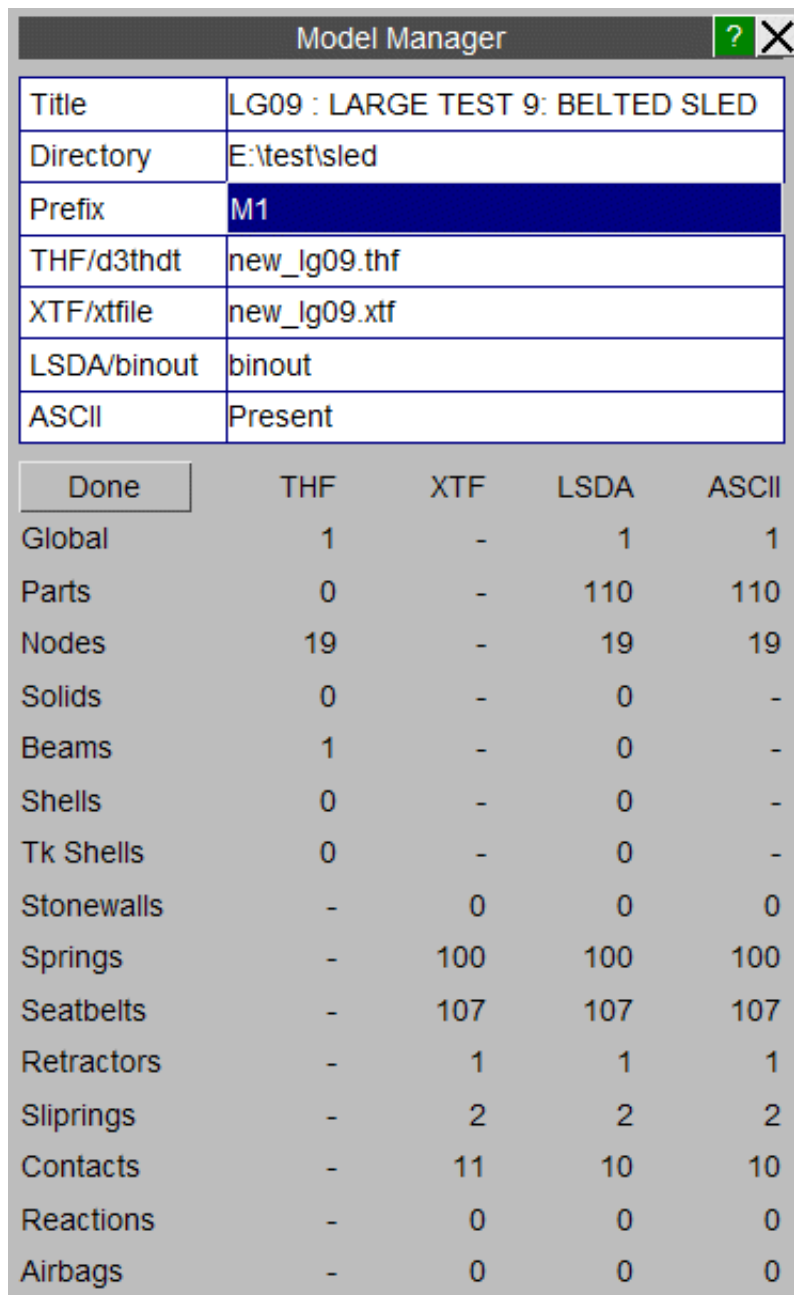 Model Manager ? X
Title LG09 : LARGE TEST 9: BELTED SLED
Directory E:\test\sled
Prefix M1
THF/d3thdt new_lg09.thf
XTF/xtfile new_lg09.xtf
LSDA/binout binout
ASCII Present
Done THF XTF LSDA ASCII
Global 1 - 1 1
Parts 0 - 110 110
Nodes 19 - 19 19
Solids 0 - 0 -
Beams 1 - 0 -
Shells 0 - 0 -
Tk Shells 0 - 0 -
Stonewalls - 0 0 0
Springs - 100 100 100
Seatbelts - 107 107 107
Retractors - 1 1 1
Sliprings - 2 2 2
Contacts - 11 10 10
Reactions - 0 0 0
Airbags - 0 0 0